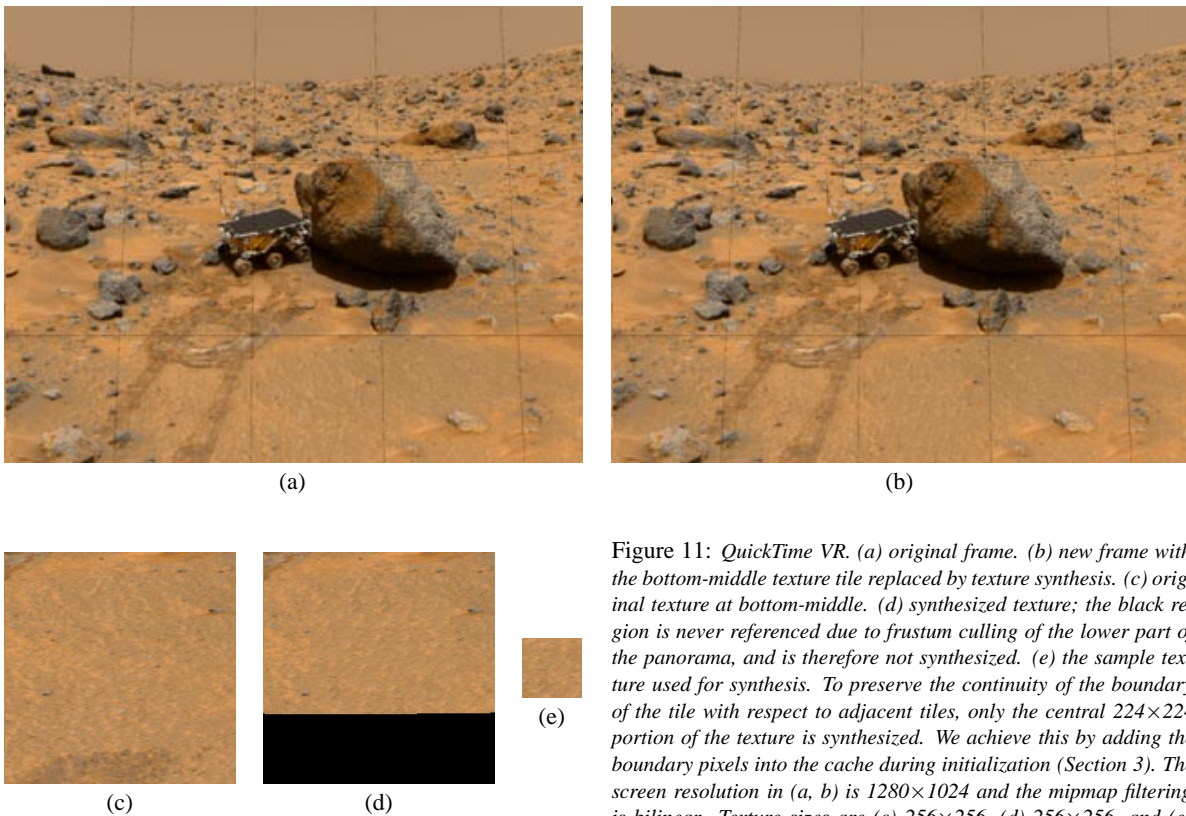 (a)
(b)
(c)
(d)
(e)
Figure 11: QuickTime VR. (a) original frame. (b) new frame with
the bottom-middle texture tile replaced by texture synthesis. (c) orig
inal texture at bottom-middle. (d) synthesized texture; the black re
gion is never referenced due to frustum culling of the lower part of
the panorama, and is therefore not synthesized. (e) the sample tex
ture used for synthesis. To preserve the continuity of the boundary
of the tile with respect to adjacent tiles, only the central 224×224
portion of the texture is synthesized. We achieve this by adding the
boundary pixels into the cache during initialization (Section 3). The
screen resolution in (a, b) is 1280×1024 and the mipmap filtering
is bilinear. Texture sizes are (c) 256×256, (d) 256×256, and (e)